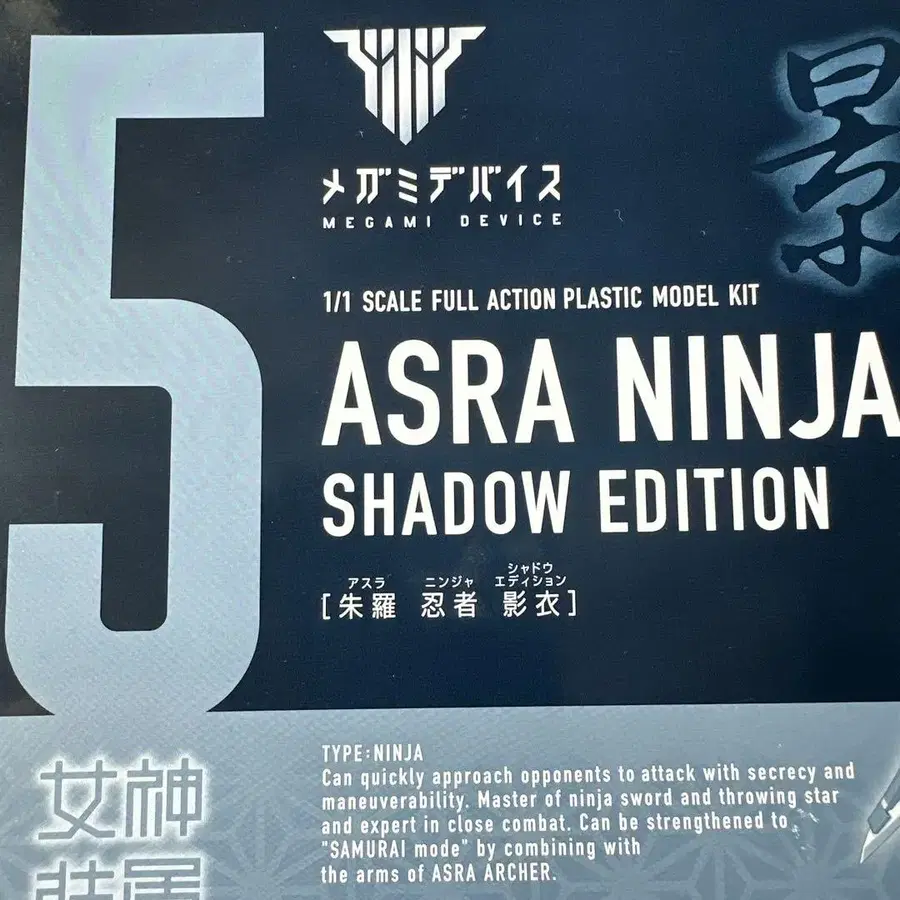 5
メガミデバイス
MEGAMI DEVICE
1/1 SCALE FULL ACTION PLASTIC MODEL KIT
ASRA NINJA
SHADOW EDITION
アスラ ニンジャ シャドウ
エディション
[朱羅 忍者 影衣]
女神
TYPE:NINJA
Can quickly approach opponents to attack with secrecy and
maneuverability. Master of ninja sword and throwing star
and expert in close combat. Can be strengthened to
"SAMURAI mode" by combining with
the arms of ASRA ARCHER.